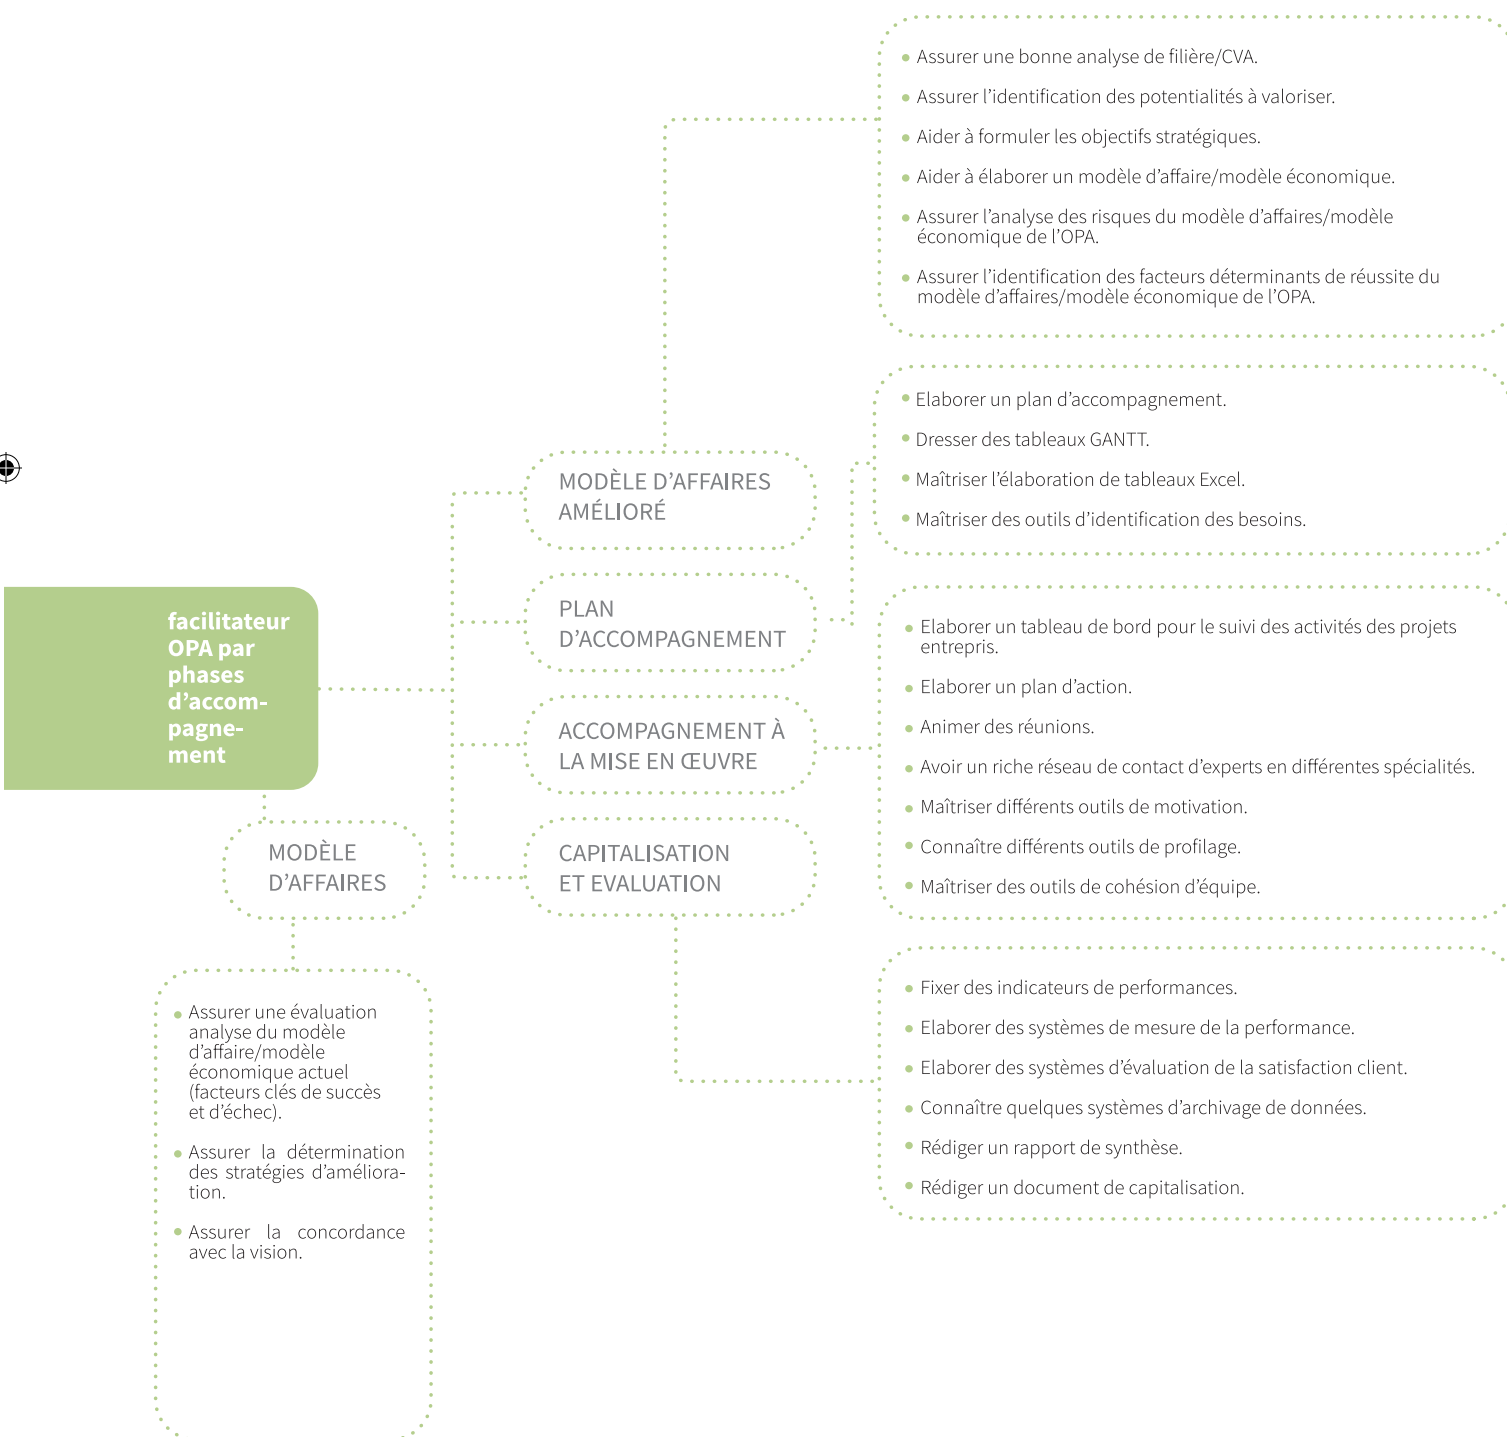 facilitateur
OPA par
phases
d’accom-
pagne-
ment
MODÈLE
D’AFFAIRES
Assurer une évaluation
analyse du modèle
d’affaire/modèle
économique actuel
(facteurs clés de succès
et d’échec).
Assurer la détermination
des stratégies d’améliora-
tion.
Assurer la concordance
avec la vision.
MODÈLE D’AFFAIRES
AMÉLIORÉ
Assurer une bonne analyse de filière/CVA.
Assurer l’identification des potentialités à valoriser.
Aider à formuler les objectifs stratégiques.
Aider à élaborer un modèle d’affaire/modèle économique.
Assurer l’analyse des risques du modèle d’affaires/modèle
économique de l’OPA.
Assurer l’identification des facteurs déterminants de réussite du
modèle d’affaires/modèle économique de l’OPA.
PLAN
D’ACCOMPAGNEMENT
Elaborer un plan d’accompagnement.
Dresser des tableaux GANTT.
Maîtriser l’élaboration de tableaux Excel.
Maîtriser des outils d’identification des besoins.
ACCOMPAGNEMENT À
LA MISE EN ŒUVRE
Elaborer un tableau de bord pour le suivi des activités des projets
entrepris.
Elaborer un plan d’action.
Animer des réunions.
Avoir un riche réseau de contact d’experts en différentes spécialités.
Maîtriser différents outils de motivation.
Connaître différents outils de profilage.
Maîtriser des outils de cohésion d’équipe.
CAPITALISATION
ET EVALUATION
Fixer des indicateurs de performances.
Elaborer des systèmes de mesure de la performance.
Elaborer des systèmes d’évaluation de la satisfaction client.
Connaître quelques systèmes d’archivage de données.
Rédiger un rapport de synthèse.
Rédiger un document de capitalisation.